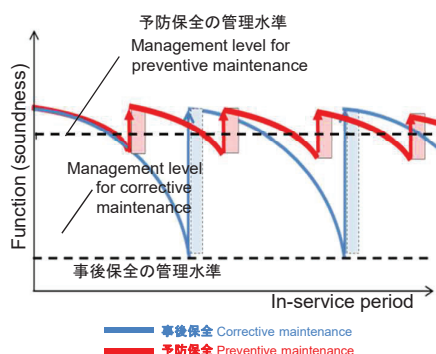 予防保全の管理水準
Management level for
preventive maintenance
Function (soundness)
Management level
for corrective
maintenance
事後保全の管理水準
In-service period
事後保全 Corrective maintenance
予防保全 Preventive maintenance